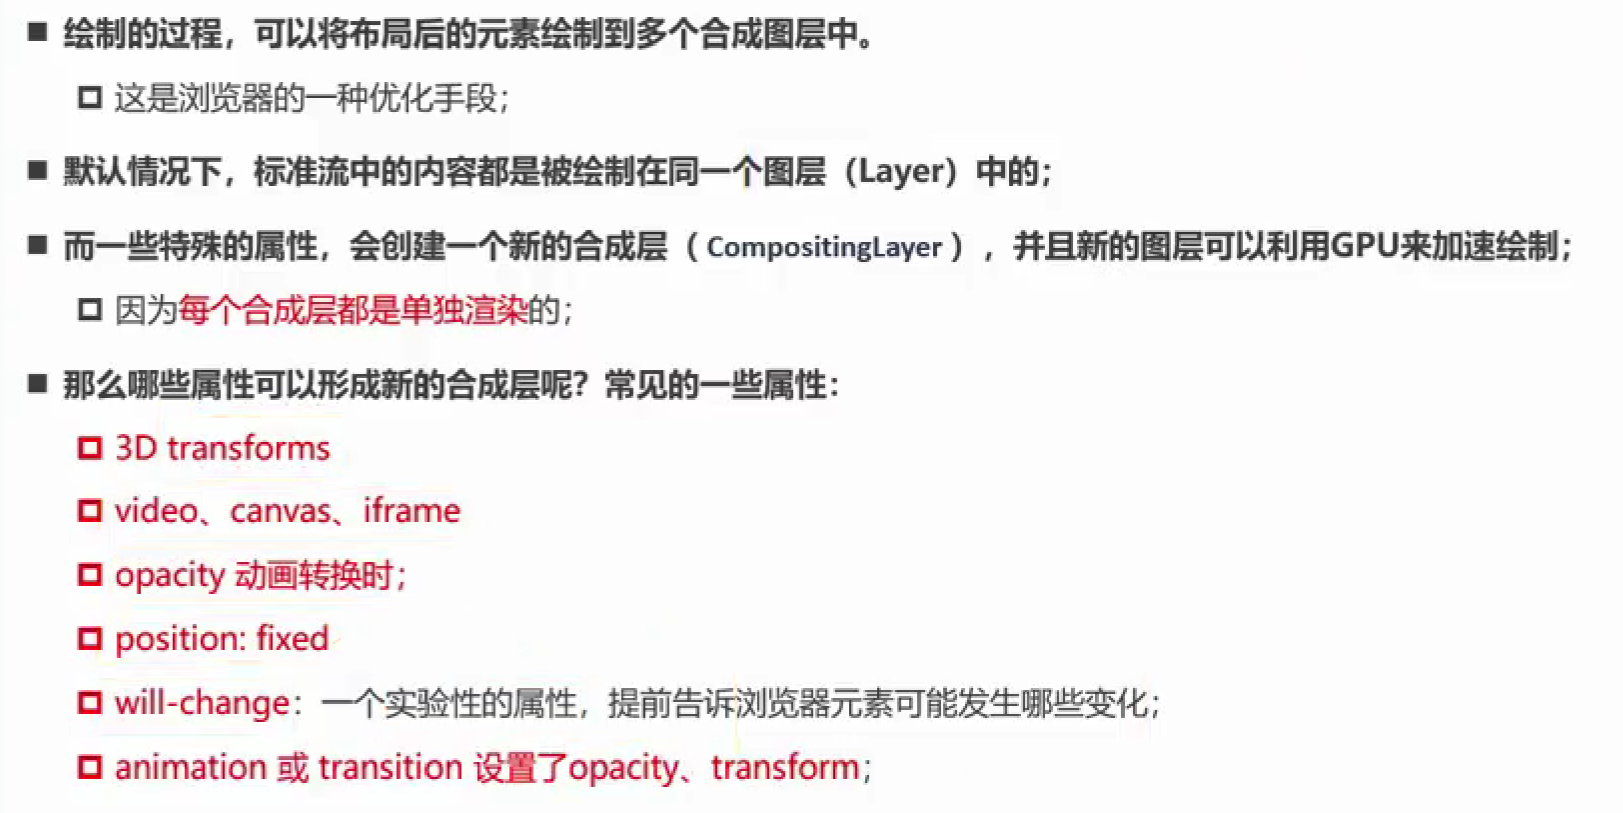 绘制的过程，可以将布局后的元素绘制到多个合成图层中。
这是浏览器的一种优化手段；
默认情况下，标准流中的内容都是被绘制在同一个图层（Layer）中的；
而一些特殊的属性，会创建一个新的合成层（ CompositingLayer ），并且新的图层可以利用GPU来加速绘制；
因为每个合成层都是单独渲染的；
那么哪些属性可以形成新的合成层呢？常见的一些属性：
3D transforms
video、canvas、iframe
opacity 动画转换时；
position: fixed
will-change：一个实验性的属性，提前告诉浏览器元素可能发生哪些变化；
animation 或 transition 设置了opacity、transform；